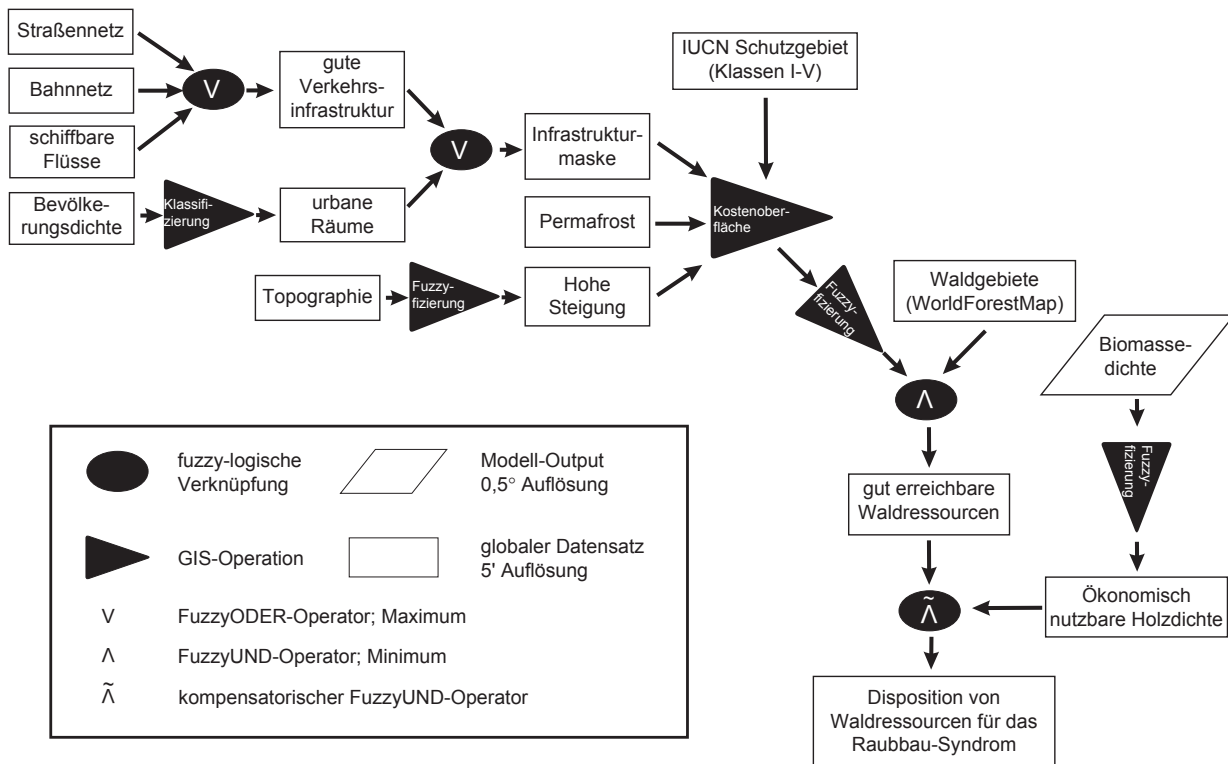 Straßennetz
Bahnnetz
schiffbare
Flüsse
Bevölke-
rungsdichte
V
gute
Verkehrs-
infrastruktur
Klassifi-
zierung
urbane
Räume
V
Topographie
Fuzzy-
fizierung
Hohe
Steigung
Infrastruktur-
maske
Permafrost
IUCN Schutzgebiet
(Klassen I-V)
Kostenober-
fläche
Fuzzy-
fizierung
Waldgebiete
(WorldForestMap)
Λ
Biomasse-
dichte
Fuzzy-
fizierung
gut erreichbare
Waldressourcen
Ökonomisch
nutzbare Holzdichte
Λ̃
Disposition von
Waldressourcen für das
Raubbau-Syndrom
fuzzy-logische
Verknüpfung
Modell-Output
0,5° Auflösung
GIS-Operation
globaler Datensatz
5' Auflösung
V FuzzyODER-Operator; Maximum
Λ FuzzyUND-Operator; Minimum
Λ̃ kompensatorischer FuzzyUND-Operator